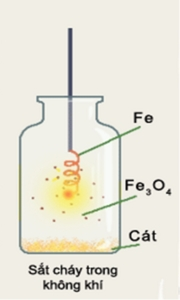 Fe
Fe₃O₄
Cát
Sắt cháy trong
không khí